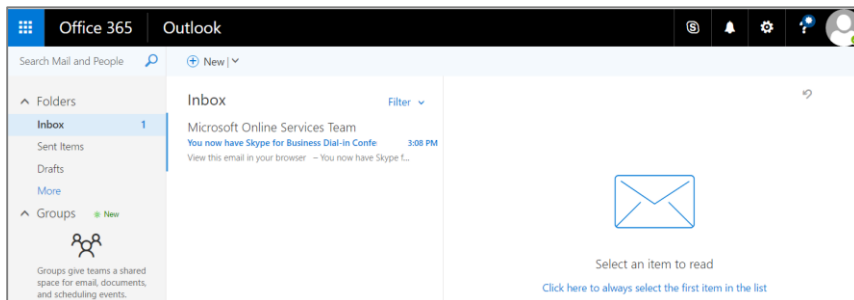 Office 365 Outlook
Search Mail and People
New
Folders
Inbox 1
Sent Items
Drafts
More
Groups New
Groups give teams a shared
space for email, documents,
and scheduling events.
Inbox Filter
Microsoft Online Services Team
You now have Skype for Business Dial-in Confe 3:08 PM
View this email in your browser – You now have Skype f...
Select an item to read
Click here to always select the first item in the list